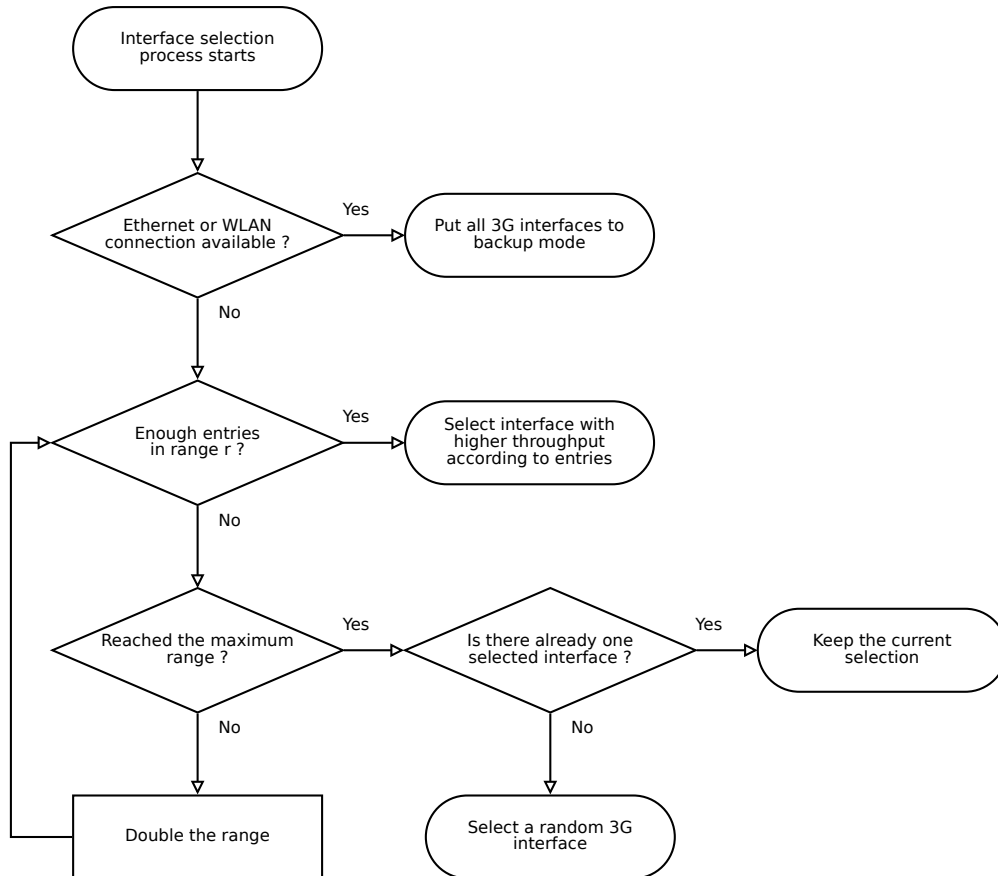 Interface selection
process starts
Ethernet or WLAN
connection available ?
Yes
Put all 3G interfaces to
backup mode
No
Enough entries
in range r ?
Yes
Select interface with
higher throughput
according to entries
No
Reached the maximum
range ?
Yes
Is there already one
selected interface ?
Yes
Keep the current
selection
No
No
Double the range
Select a random 3G
interface